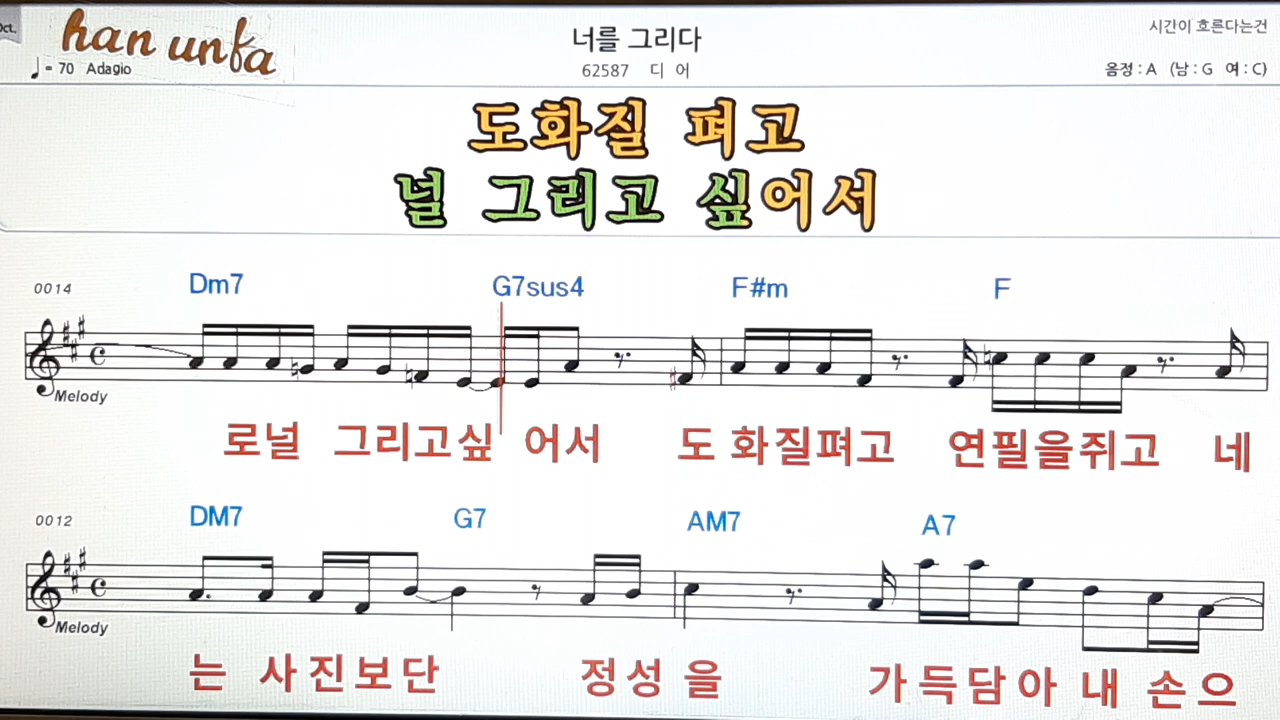 Oct.
han unfa
♩= 70 Adagio
너를 그리다
62587 디 어
시간이 흐른다는건
음정 : A (남 : G 여 : C)
도화질 펴고
널 그리고 싶어서
0014
Dm7 G7sus4 F#m F
Melody
로널 그리고싶 어서 도 화질펴고 연필을쥐고 네
0012
DM7 G7 AM7 A7
Melody
는 사진보단 정성 을 가득담아 내 손으